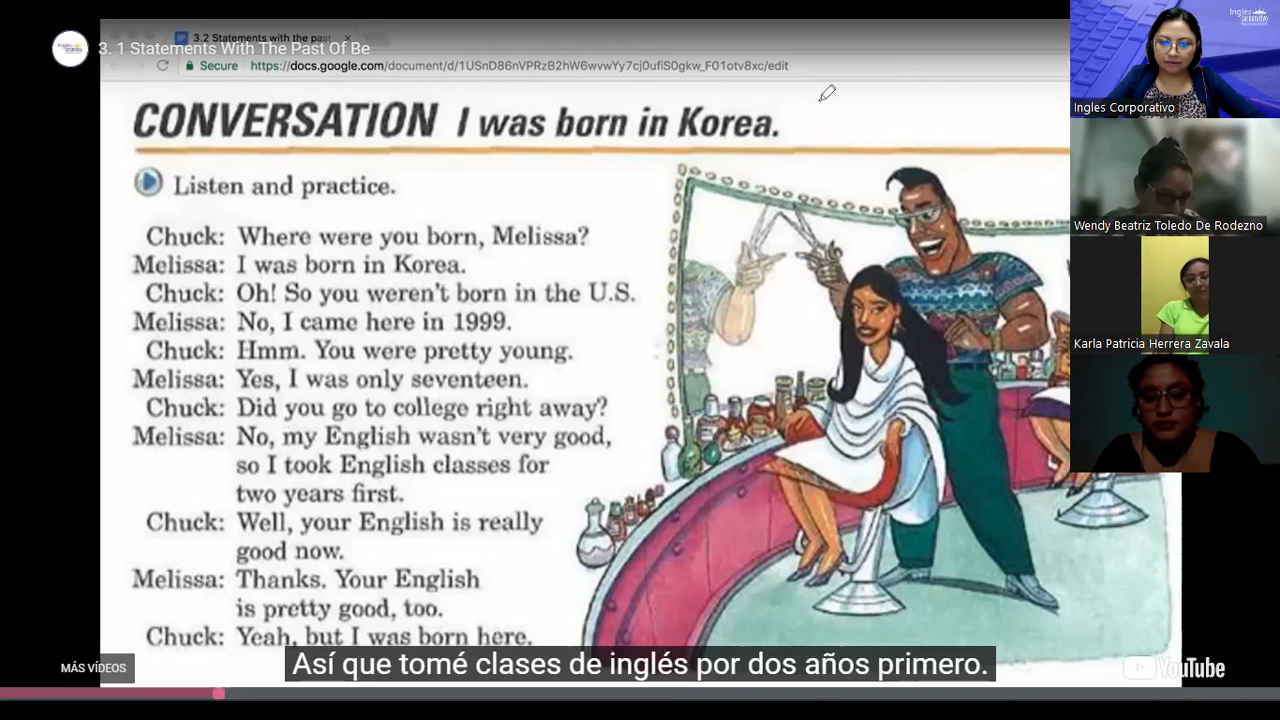 3. 1 Statements With The Past Of Be
3.2 Statements with the past
Secure
https://docs.google.com/document/d/1USnD86nVPRzB2hW6wvwYy7cj0ufiS0gkw_F01otv8xc/edit
CONVERSATION I was born in Korea.
Listen and practice.
Chuck: Where were you born, Melissa?
Melissa: I was born in Korea.
Chuck: Oh! So you weren't born in the U.S.
Melissa: No, I came here in 1999.
Chuck: Hmm. You were pretty young.
Melissa: Yes, I was only seventeen.
Chuck: Did you go to college right away?
Melissa: No, my English wasn't very good,
so I took English classes for
two years first.
Chuck: Well, your English is really
good now.
Melissa: Thanks. Your English
is pretty good, too.
Chuck: Yeah, but I was born here.
Así que tomé clases de inglés por dos años primero.
MÁS VÍDEOS
YouTube
Ingles Corporativo
Wendy Beatriz Toledo De Rodezno
Karla Patricia Herrera Zavala